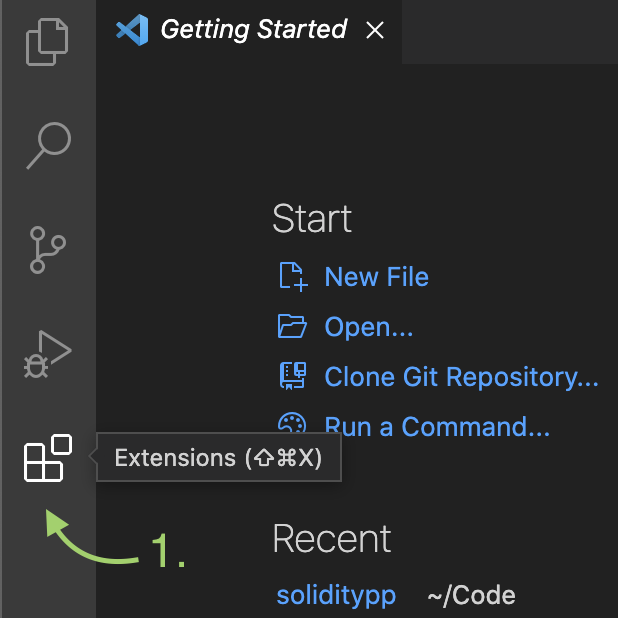 Getting Started
Start
New File
Open...
Clone Git Repository...
Run a Command...
Extensions (⇧⌘X)
1.
Recent
soliditypp ~/Code